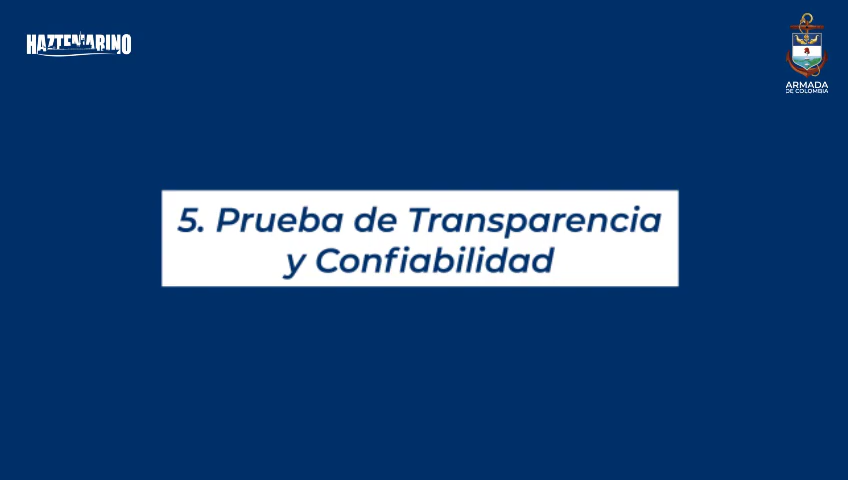 HAZTEMARINO
ARMADA
DE COLOMBIA
5. Prueba de Transparencia
y Confiabilidad